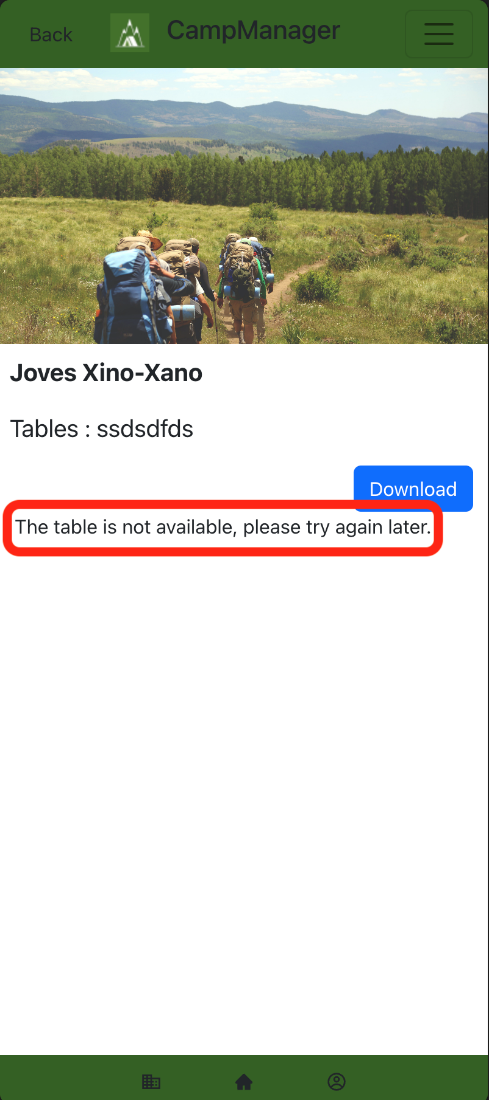 Back
CampManager
Joves Xino-Xano
Tables : ssdsdfds
Download
The table is not available, please try again later.